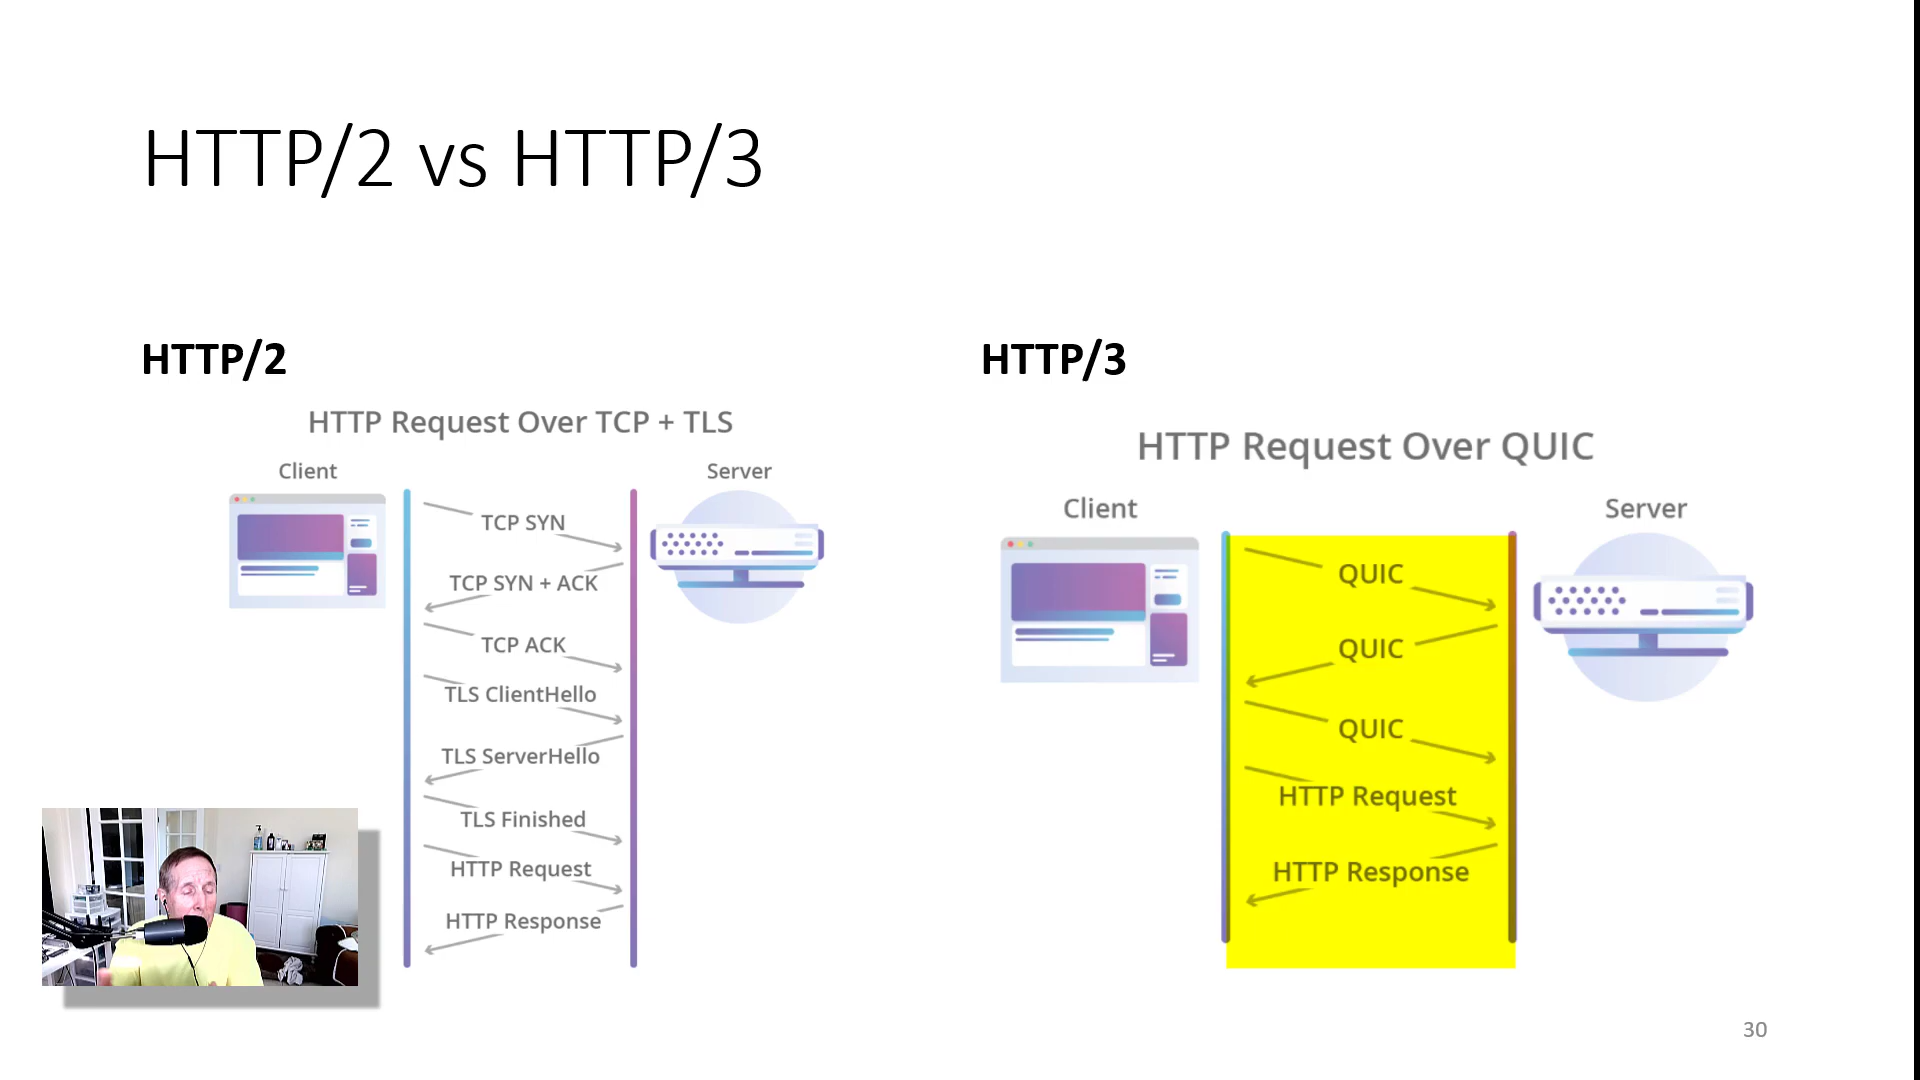 HTTP/2 vs HTTP/3
HTTP/2
HTTP Request Over TCP + TLS
Client
Server
TCP SYN
TCP SYN + ACK
TCP ACK
TLS ClientHello
TLS ServerHello
TLS Finished
HTTP Request
HTTP Response
HTTP/3
HTTP Request Over QUIC
Client
Server
QUIC
QUIC
QUIC
HTTP Request
HTTP Response
30